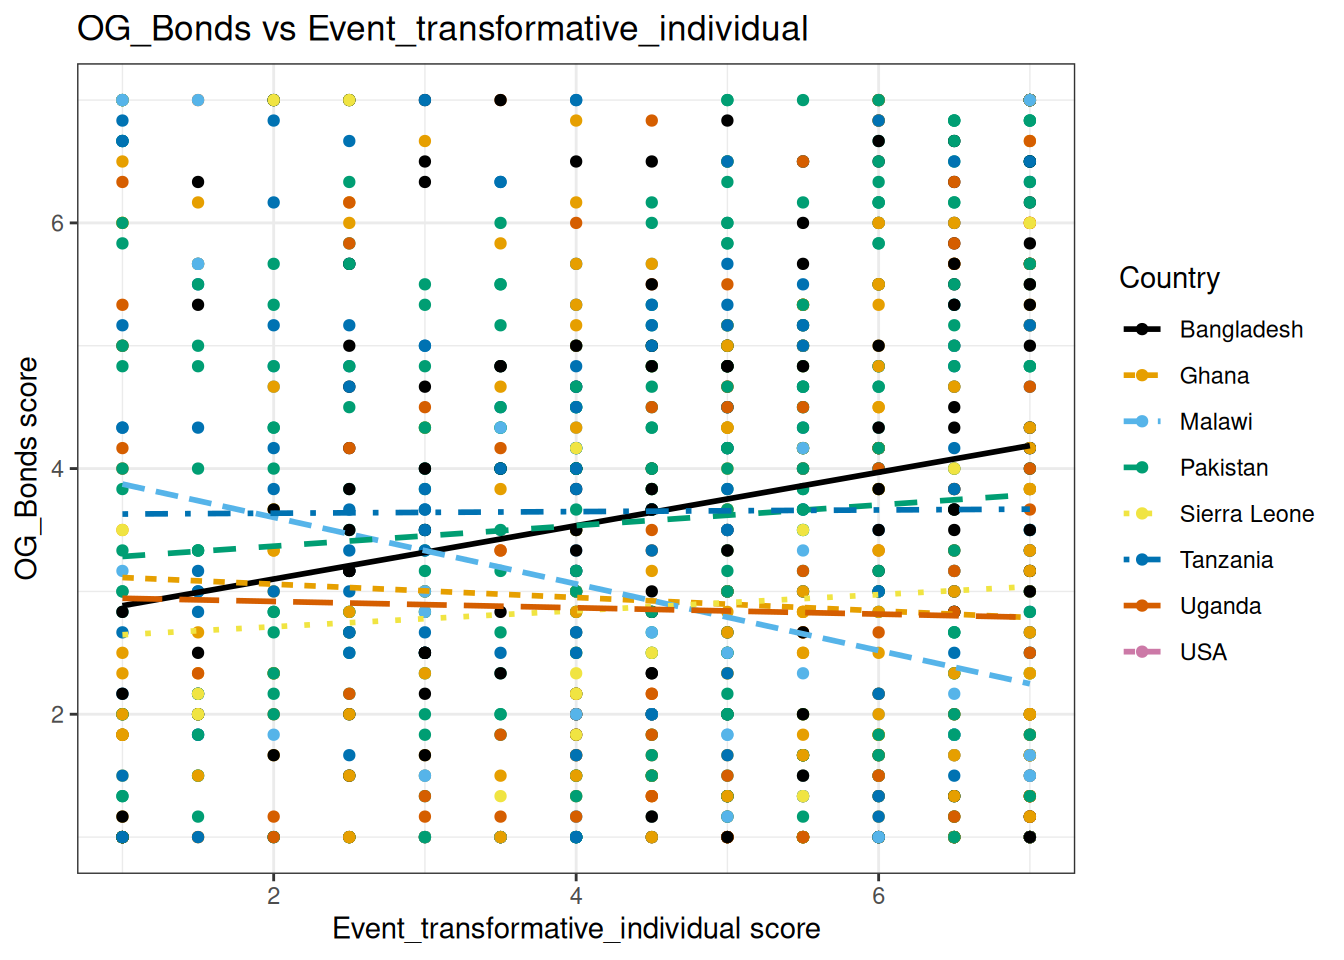 OG_Bonds vs Event_transformative_individual
OG_Bonds score
6
4
2
2
4
6
Event_transformative_individual score
Country
Bangladesh
Ghana
Malawi
Pakistan
Sierra Leone
Tanzania
Uganda
USA